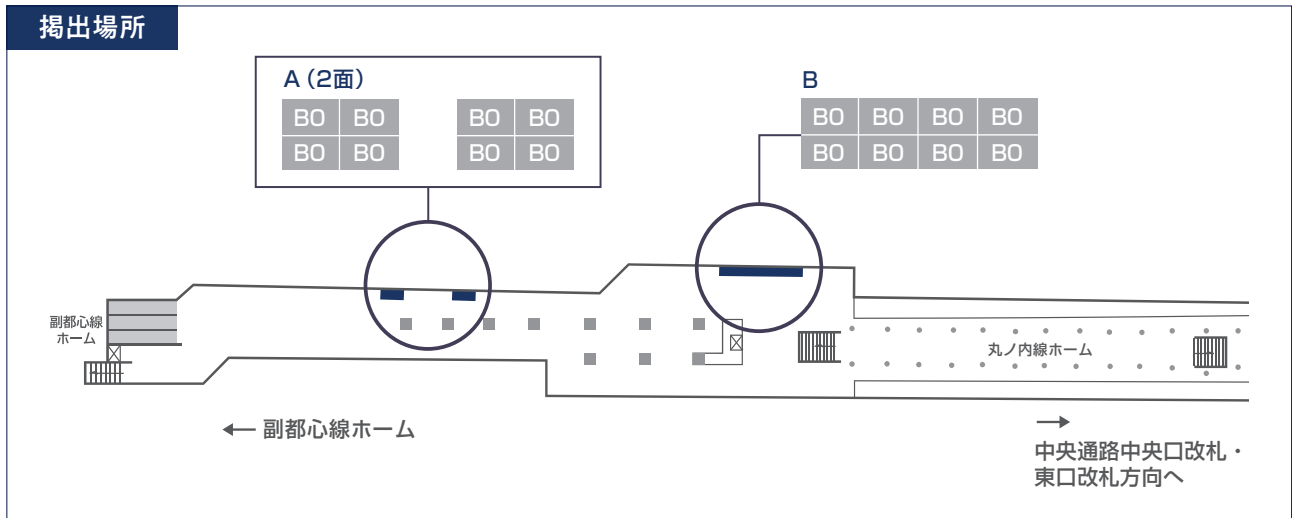 掲出場所
A（2面）
BO BO BO BO
BO BO BO BO
B
BO BO BO BO
BO BO BO BO
副都心線
ホーム
丸ノ内線ホーム
← 副都心線ホーム
→
中央通路中央口改札・
東口改札方向へ